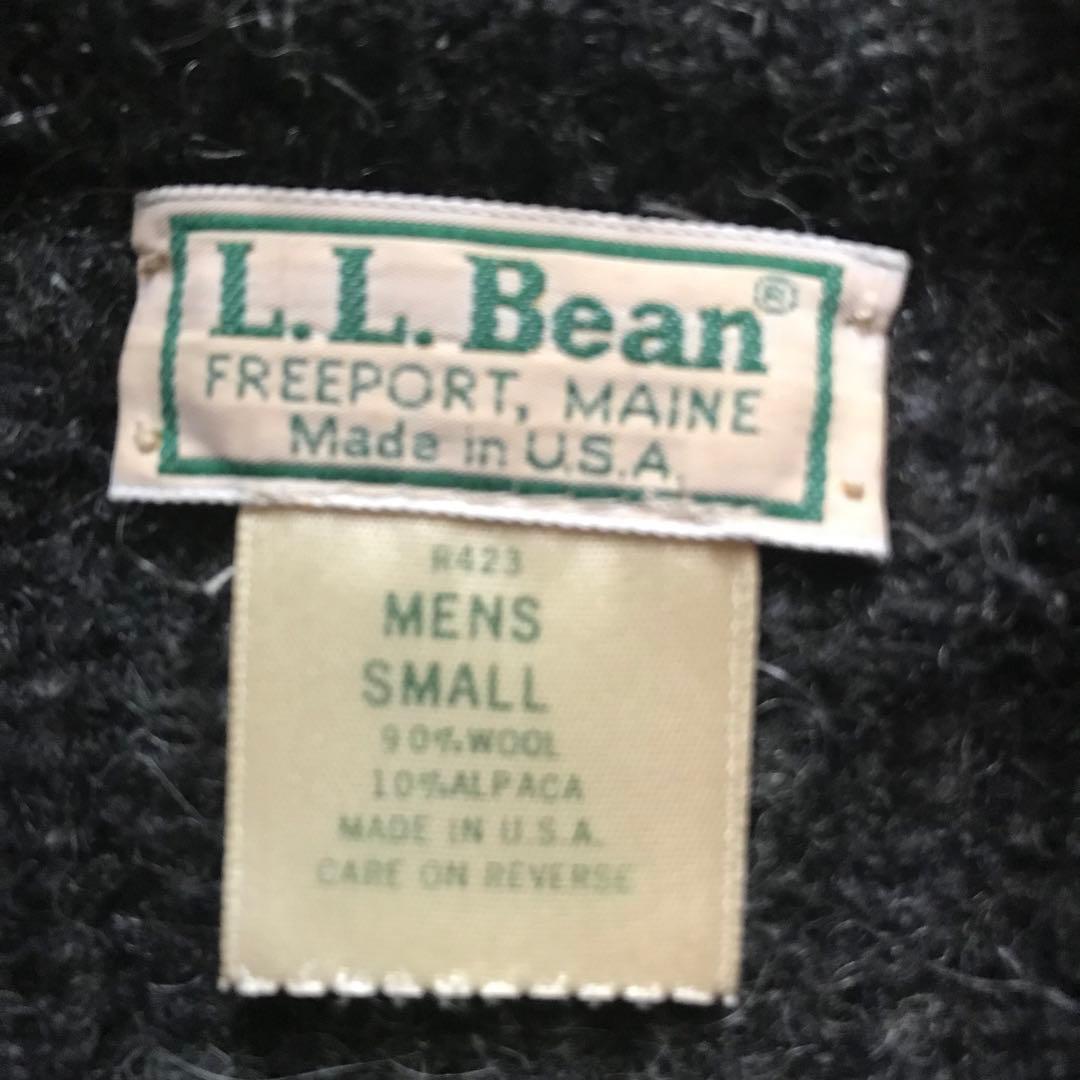 L.L.Bean®
FREEPORT, MAINE
Made in U.S.A.
R423
MENS
SMALL
90% WOOL
10% ALPACA
MADE IN U.S.A.
CARE ON REVERSE